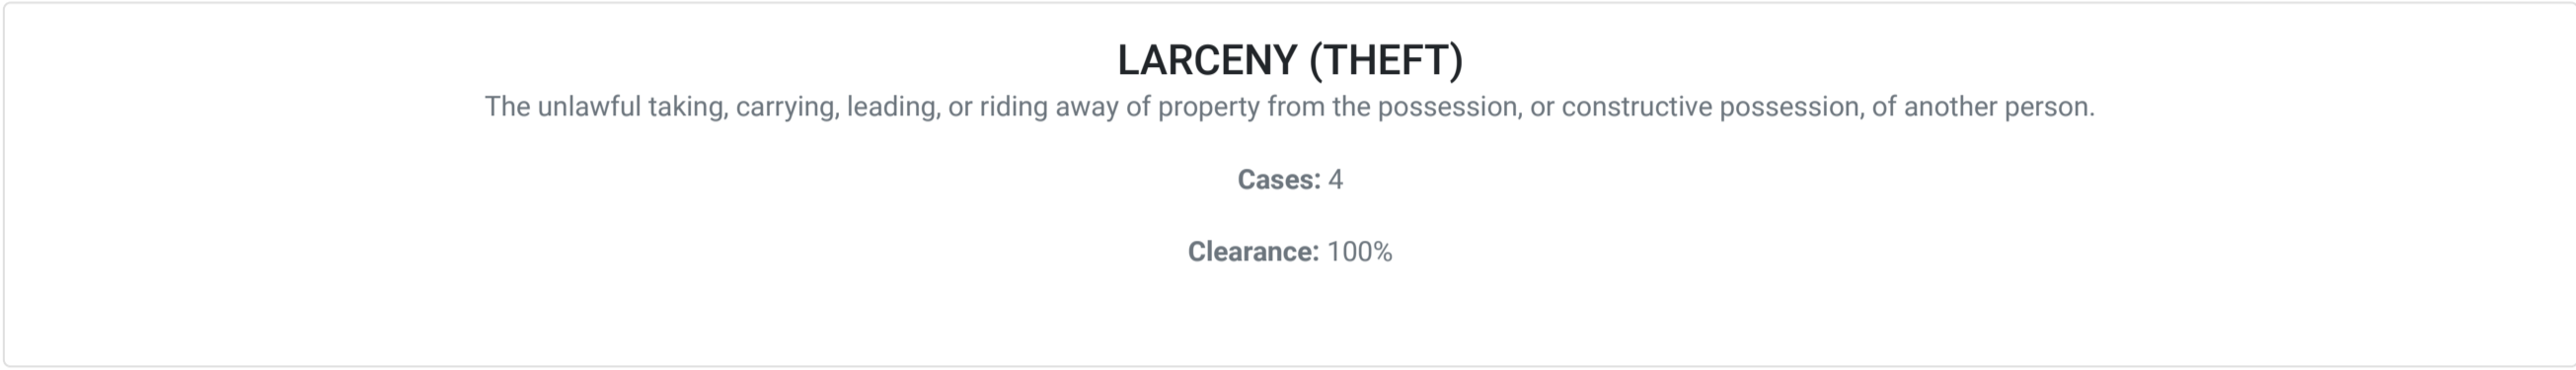 LARCENY (THEFT)
The unlawful taking, carrying, leading, or riding away of property from the possession, or constructive possession, of another person.
Cases: 4
Clearance: 100%